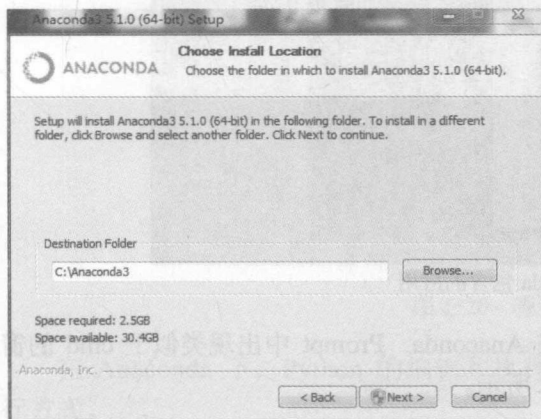 Anaconda3 5.1.0 (64-bit) Setup
ANACONDA
Choose Install Location
Choose the folder in which to install Anaconda3 5.1.0 (64-bit).
Setup will install Anaconda3 5.1.0 (64-bit) in the following folder. To install in a different
folder, click Browse and select another folder. Click Next to continue.
Destination Folder
C:\Anaconda3
Browse...
Space required: 2.5GB
Space available: 30.4GB
Anaconda, Inc.
< Back
Next >
Cancel